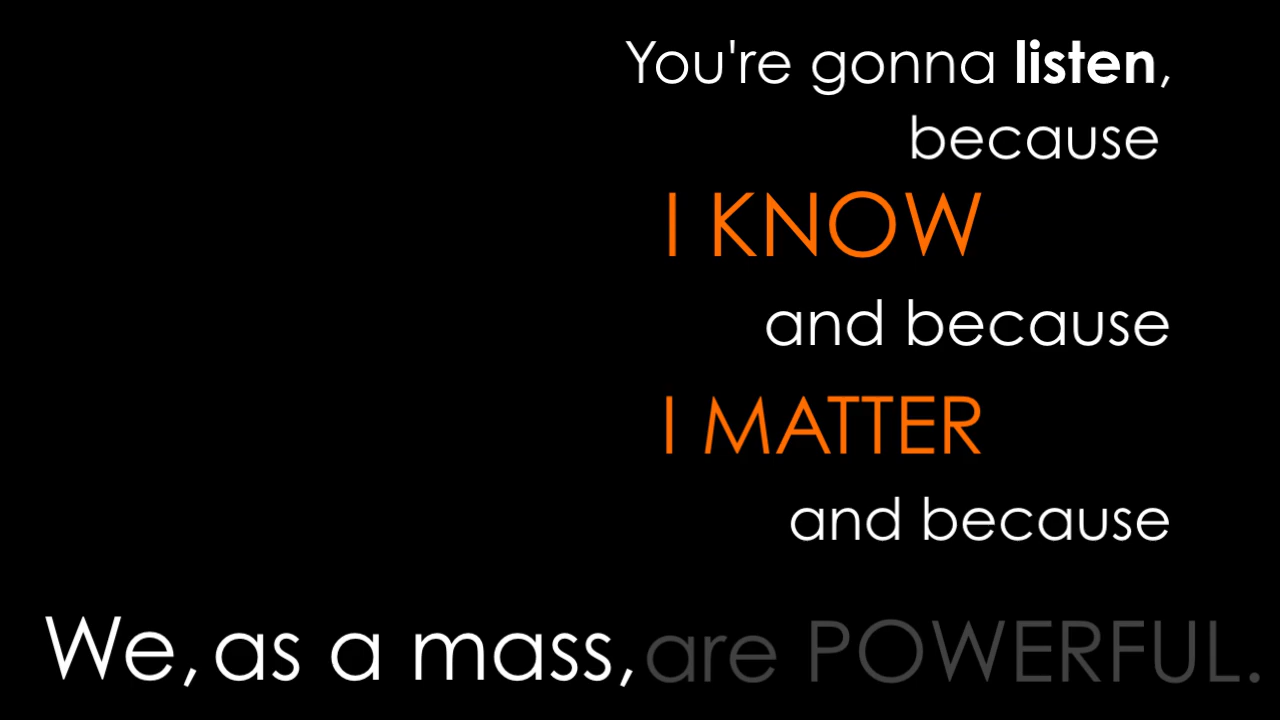 You're gonna listen,
because
I KNOW
and because
I MATTER
and because
We, as a mass, are POWERFUL.